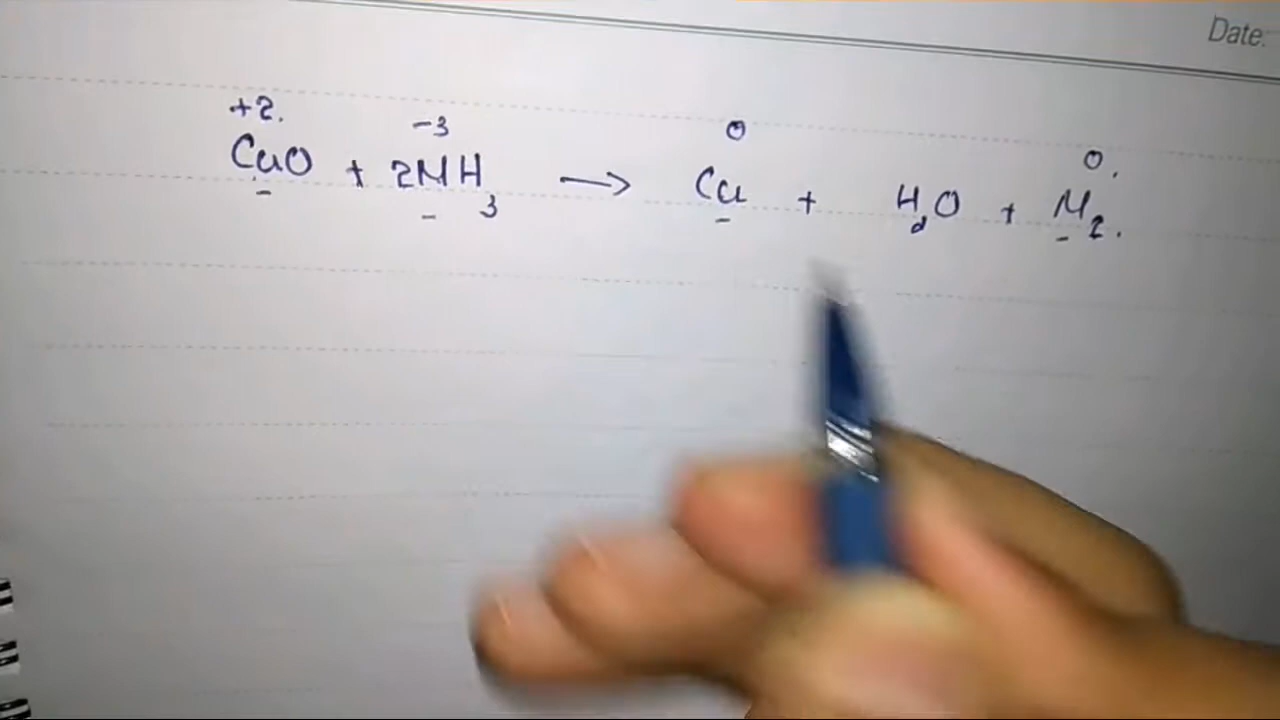 Date:
+2. -3 0 0.
CuO + 2NH3 → Cu + H2O + N2.